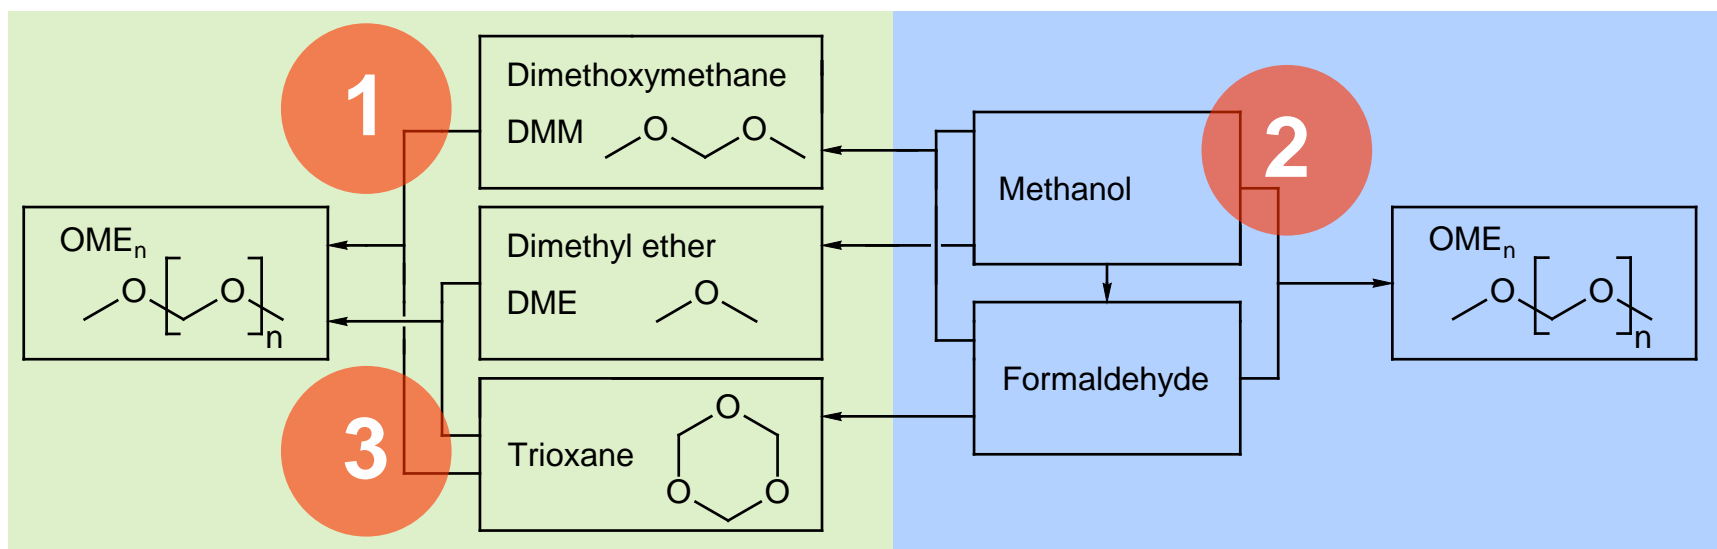 1
Dimethoxymethane
DMM
O O
2
Methanol
OMEn
O O
n
Dimethyl ether
DME
O
OMEn
O O
n
Formaldehyde
3
Trioxane
O
O O